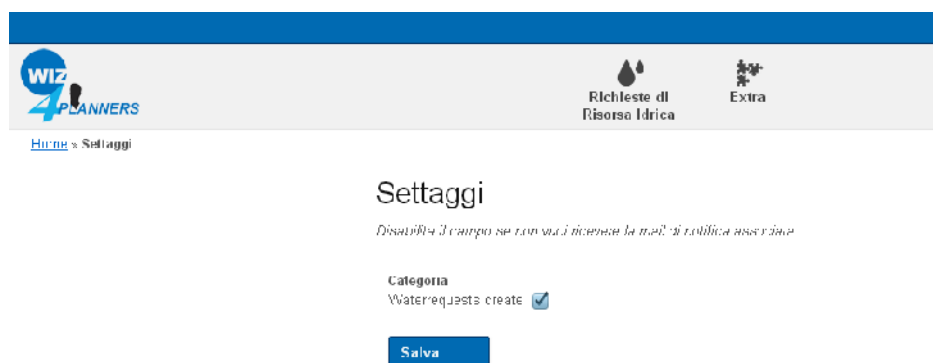 WIZ
4PLANNERS
Richieste di
Risorsa Idrica
Extra
Home » Settaggi
Settaggi
Disabilita il campo se non vuoi ricevere la mail di notifica associata
Categoria
Waterrequests create
Salva